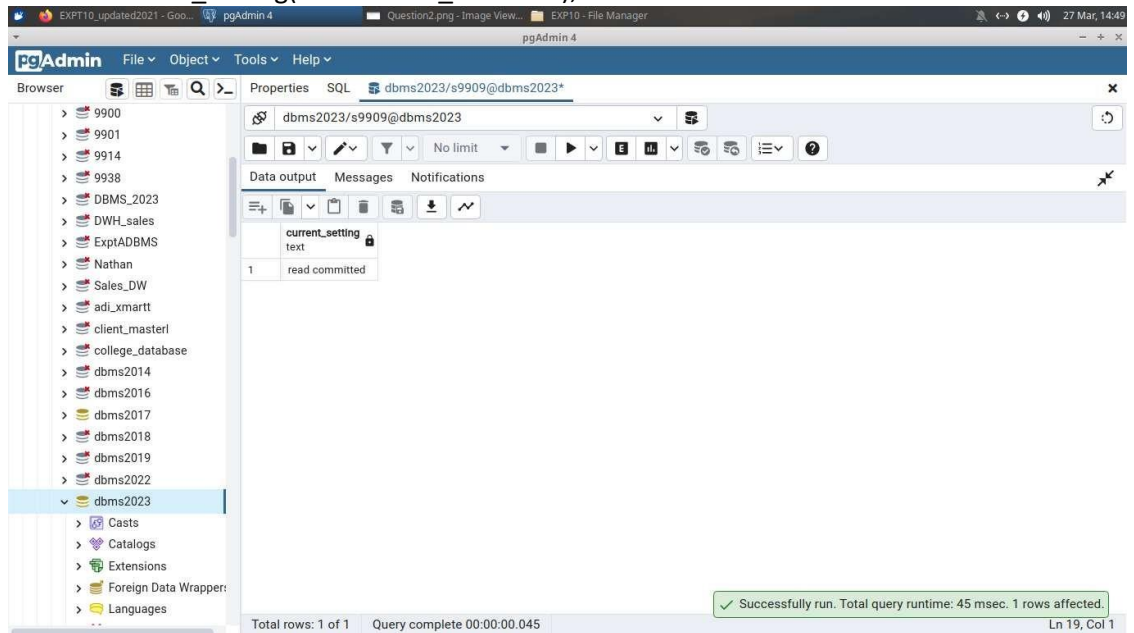 EXPT10_updated2021 - Goo... pgAdmin 4 Question2.png - Image View... EXP10 - File Manager 27 Mar, 14:49
pgAdmin 4
pgAdmin File Object Tools Help
Browser Properties SQL dbms2023/s9909@dbms2023*
dbms2023/s9909@dbms2023
No limit E
Data output Messages Notifications
current_setting
text
1 read committed
9900
9901
9914
9938
DBMS_2023
DWH_sales
ExptADBMS
Nathan
Sales_DW
adi_xmartt
client_masterl
college_database
dbms2014
dbms2016
dbms2017
dbms2018
dbms2019
dbms2022
dbms2023
Casts
Catalogs
Extensions
Foreign Data Wrappers
Languages
Successfully run. Total query runtime: 45 msec. 1 rows affected.
Total rows: 1 of 1 Query complete 00:00:00.045 Ln 19, Col 1